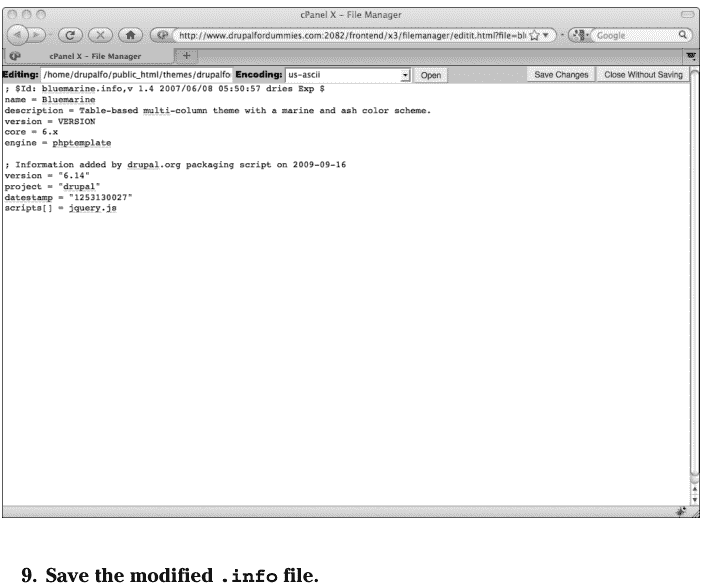 cPanel X – File Manager
http://www.drupalfordummies.com:2082/frontend/x3/filemanager/editit.html?file=blu
Google
cPanel X – File Manager
Editing: /home/drupalfo/public_html/themes/drupalfo Encoding: us-ascii Open Save Changes Close Without Saving
; $Id: bluemarine.info,v 1.4 2007/06/08 05:50:57 dries Exp $
name = Bluemarine
description = Table-based multi-column theme with a marine and ash color scheme.
version = VERSION
core = 6.x
engine = phptemplate
; Information added by drupal.org packaging script on 2009-09-16
version = "6.14"
project = "drupal"
datestamp = "1253130027"
scripts[] = jquery.js
9. Save the modified .info file.